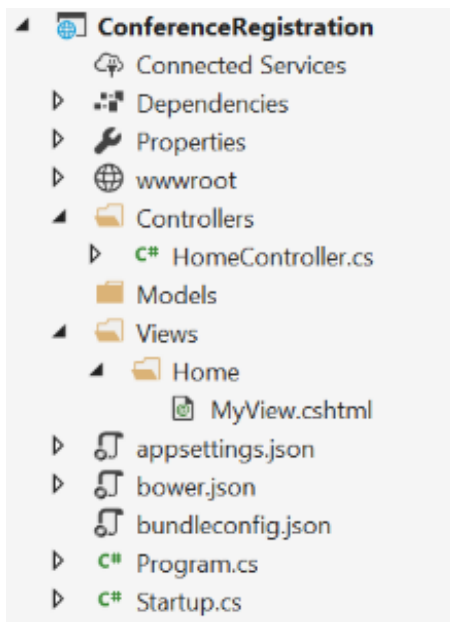 ConferenceRegistration
Connected Services
Dependencies
Properties
wwwroot
Controllers
C# HomeController.cs
Models
Views
Home
MyView.cshtml
appsettings.json
bower.json
bundleconfig.json
C# Program.cs
C# Startup.cs